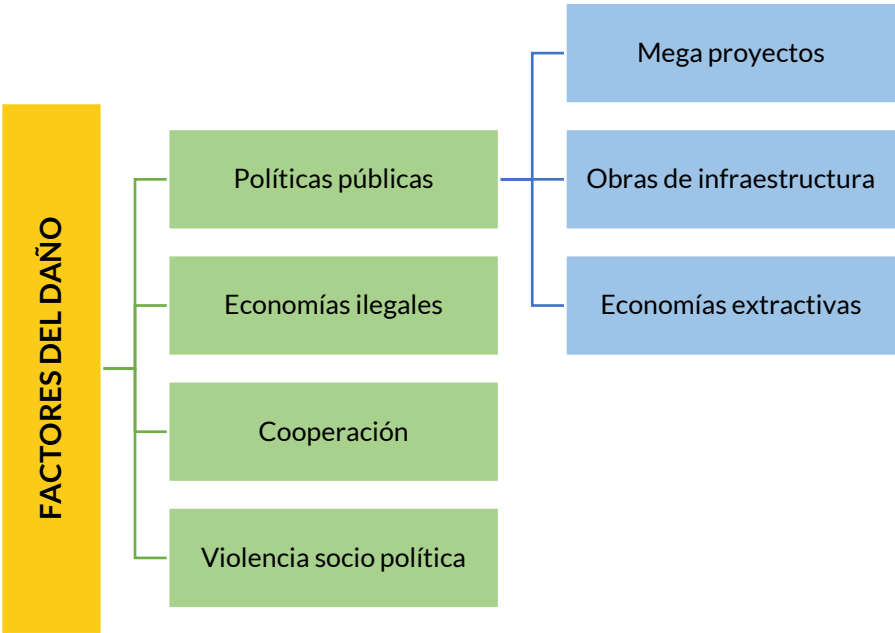 FACTORES DEL DAÑO
Políticas públicas
Mega proyectos
Obras de infraestructura
Economías extractivas
Economías ilegales
Cooperación
Violencia socio política